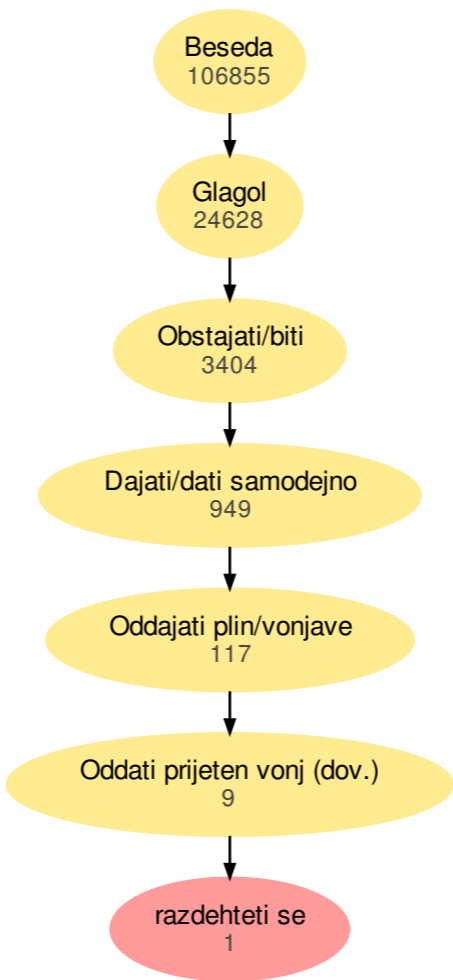 Beseda
106855
Glagol
24628
Obstajati/biti
3404
Dajati/dati samodejno
949
Oddajati plin/vonjave
117
Oddati prijeten vonj (dov.)
9
razdehteti se
1